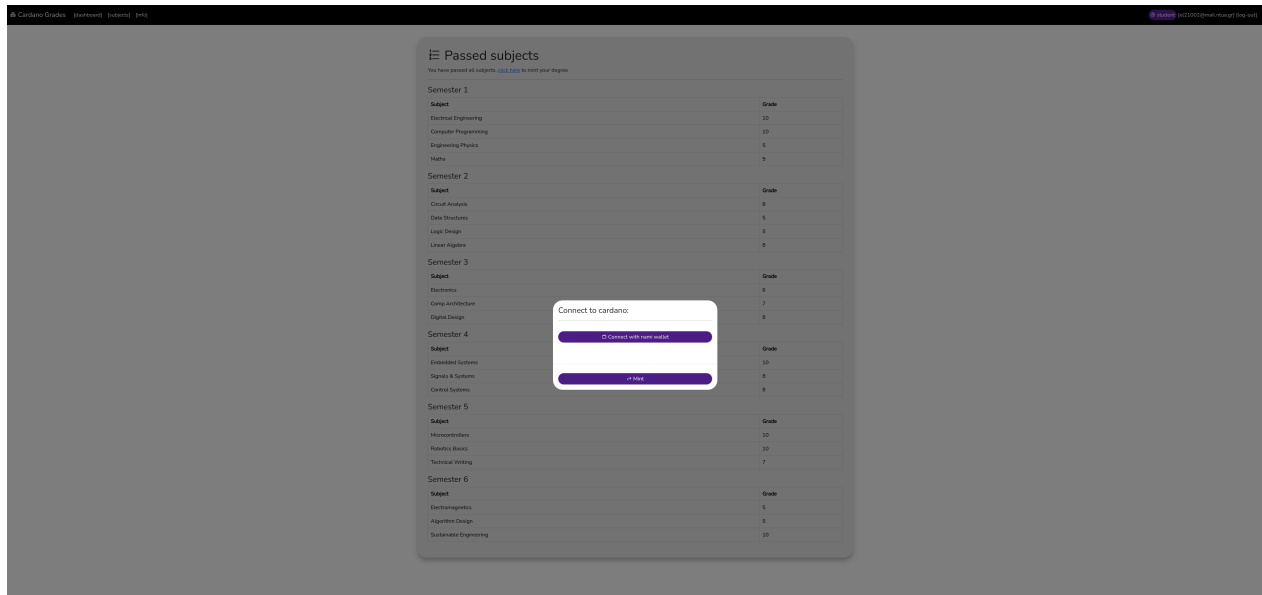 Cardano Grades [dashboard] [subjects] [info]
student [el21001@mail.ntua.gr] [log-out]
Passed subjects
You have passed all subjects, click here to mint your degree
Semester 1
Subject Grade
Electrical Engineering 10
Computer Programming 10
Engineering Physics 5
Maths 5
Semester 2
Subject Grade
Circuit Analysis 8
Data Structures 5
Logic Design 5
Linear Algebra 8
Semester 3
Subject Grade
Electronics 8
Comp Architecture 7
Digital Design 8
Connect to cardano:
Connect with nami wallet
Mint
Semester 4
Subject Grade
Embedded Systems 10
Signals & Systems 8
Control Systems 8
Semester 5
Subject Grade
Microcontrollers 10
Robotics Basics 10
Technical Writing 7
Semester 6
Subject Grade
Electromagnetics 5
Algorithm Design 5
Sustainable Engineering 10